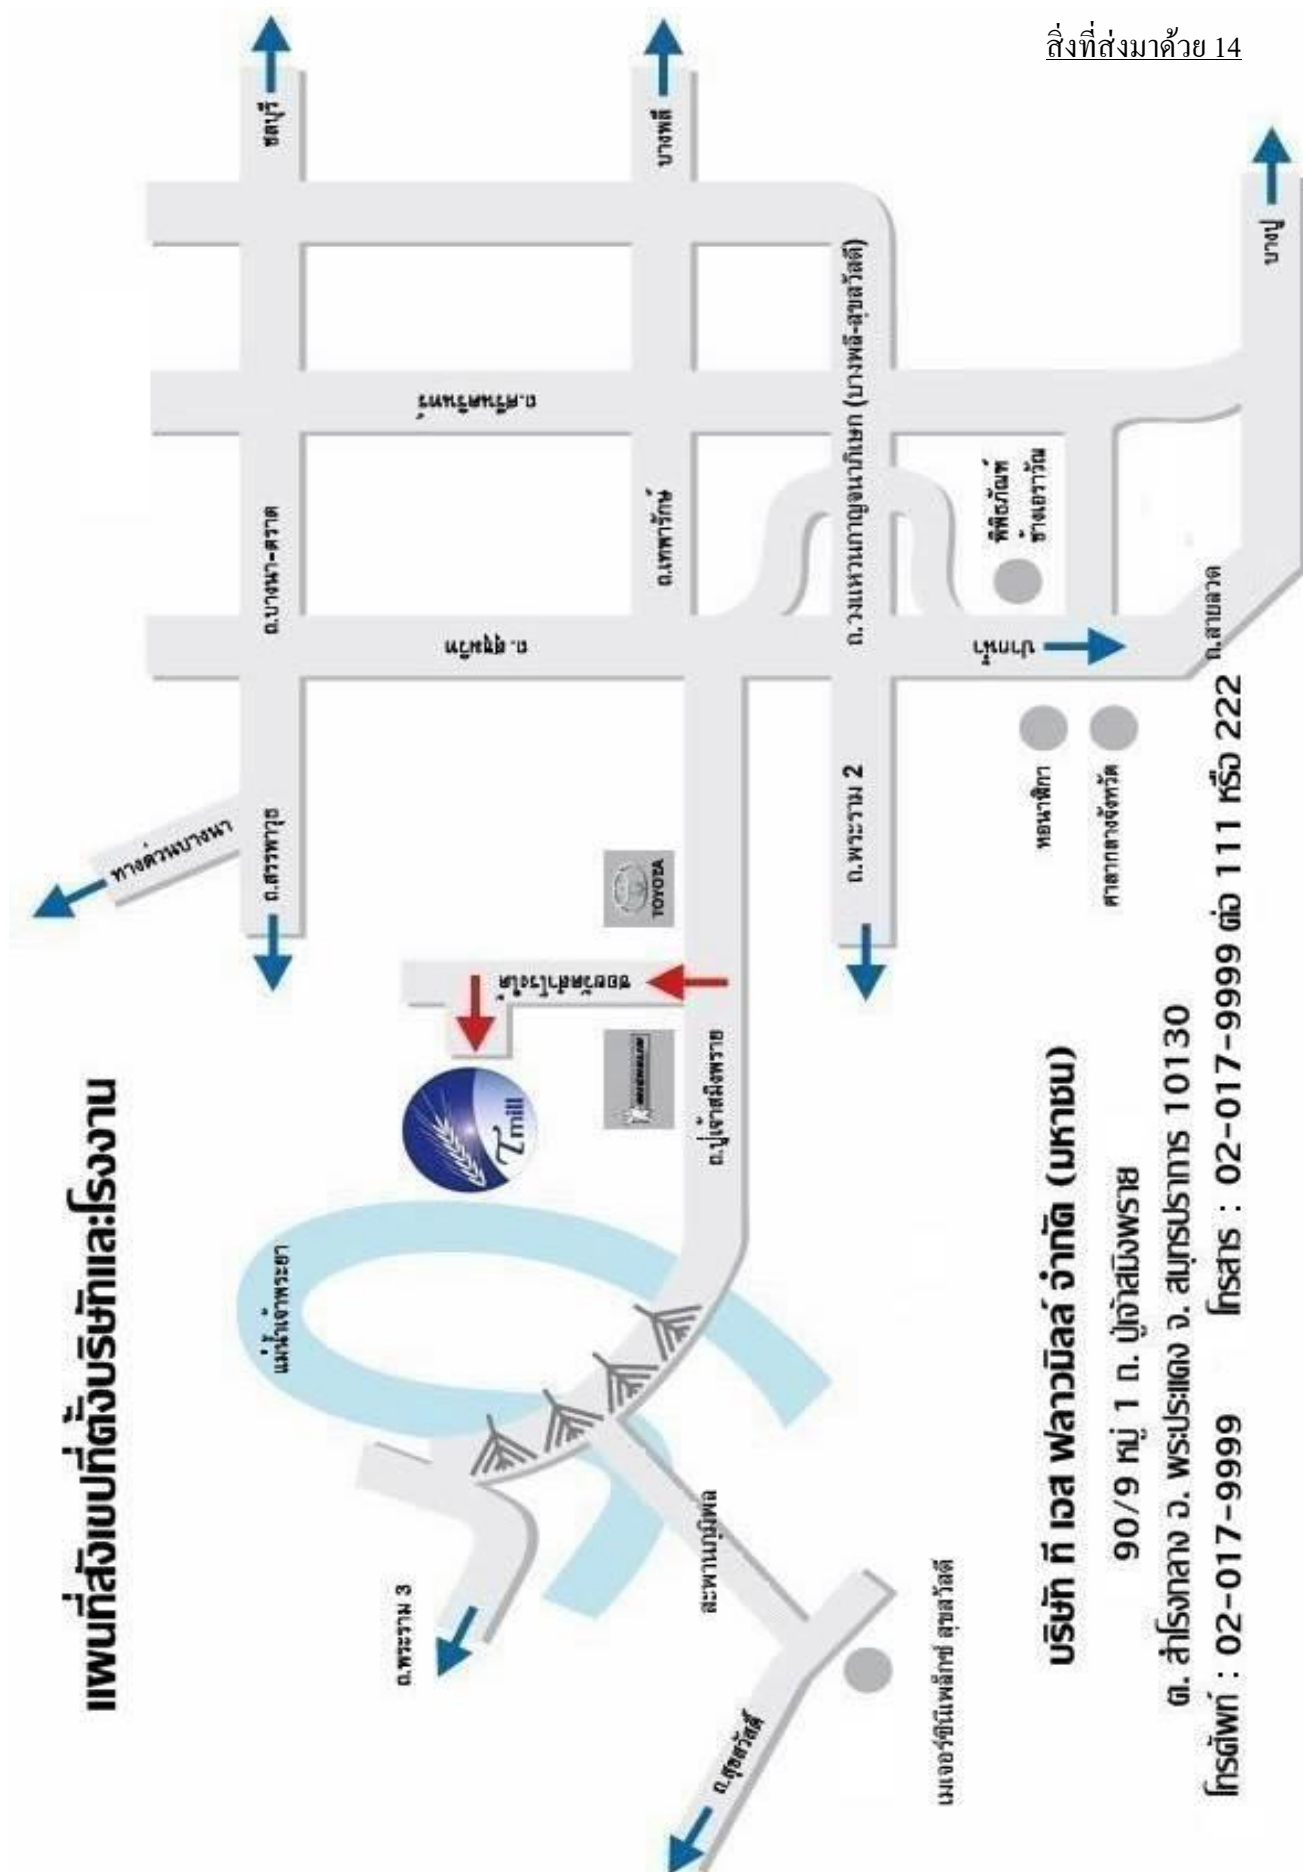 สิ่งที่ส่งมาด้วย 14
แผนที่สังเขปที่ตั้งบริษัทและโรงงาน
ทางด่วนบางนา
ถ.สรรพาวุธ
ถ.บางนา-ตราด
ชลบุรี
ถ. สุขุมวิท
ถ.ศรีนครินทร์
ถ.เทพารักษ์
บางพลี
แม่น้ำเจ้าพระยา
Tmill
ซอยวัดสำโรงใต้
MICHELIN
TOYOTA
ถ.ปู่เจ้าสมิงพราย
ถ.พระราม 3
สะพานภูมิพล
ถ.สุขสวัสดิ์
เมเจอร์ซีนีเพล็กซ์ สุขสวัสดิ์
ถ.พระราม 2
ถ.วงแหวนกาญจนาภิเษก (บางพลี-สุขสวัสดิ์)
ปากน้ำ
พิพิธภัณฑ์
ช้างเอราวัณ
หอนาฬิกา
ศาลากลางจังหวัด
ถ.สายลวด
บางปู
บริษัท ที เอส ฟลาวมิลล์ จำกัด (มหาชน)
90/9 หมู่ 1 ถ. ปู่เจ้าสมิงพราย
ต. สำโรงกลาง อ. พระประแดง จ. สมุทรปราการ 10130
โทรศัพท์ : 02-017-9999 โทรสาร : 02-017-9999 ต่อ 111 หรือ 222